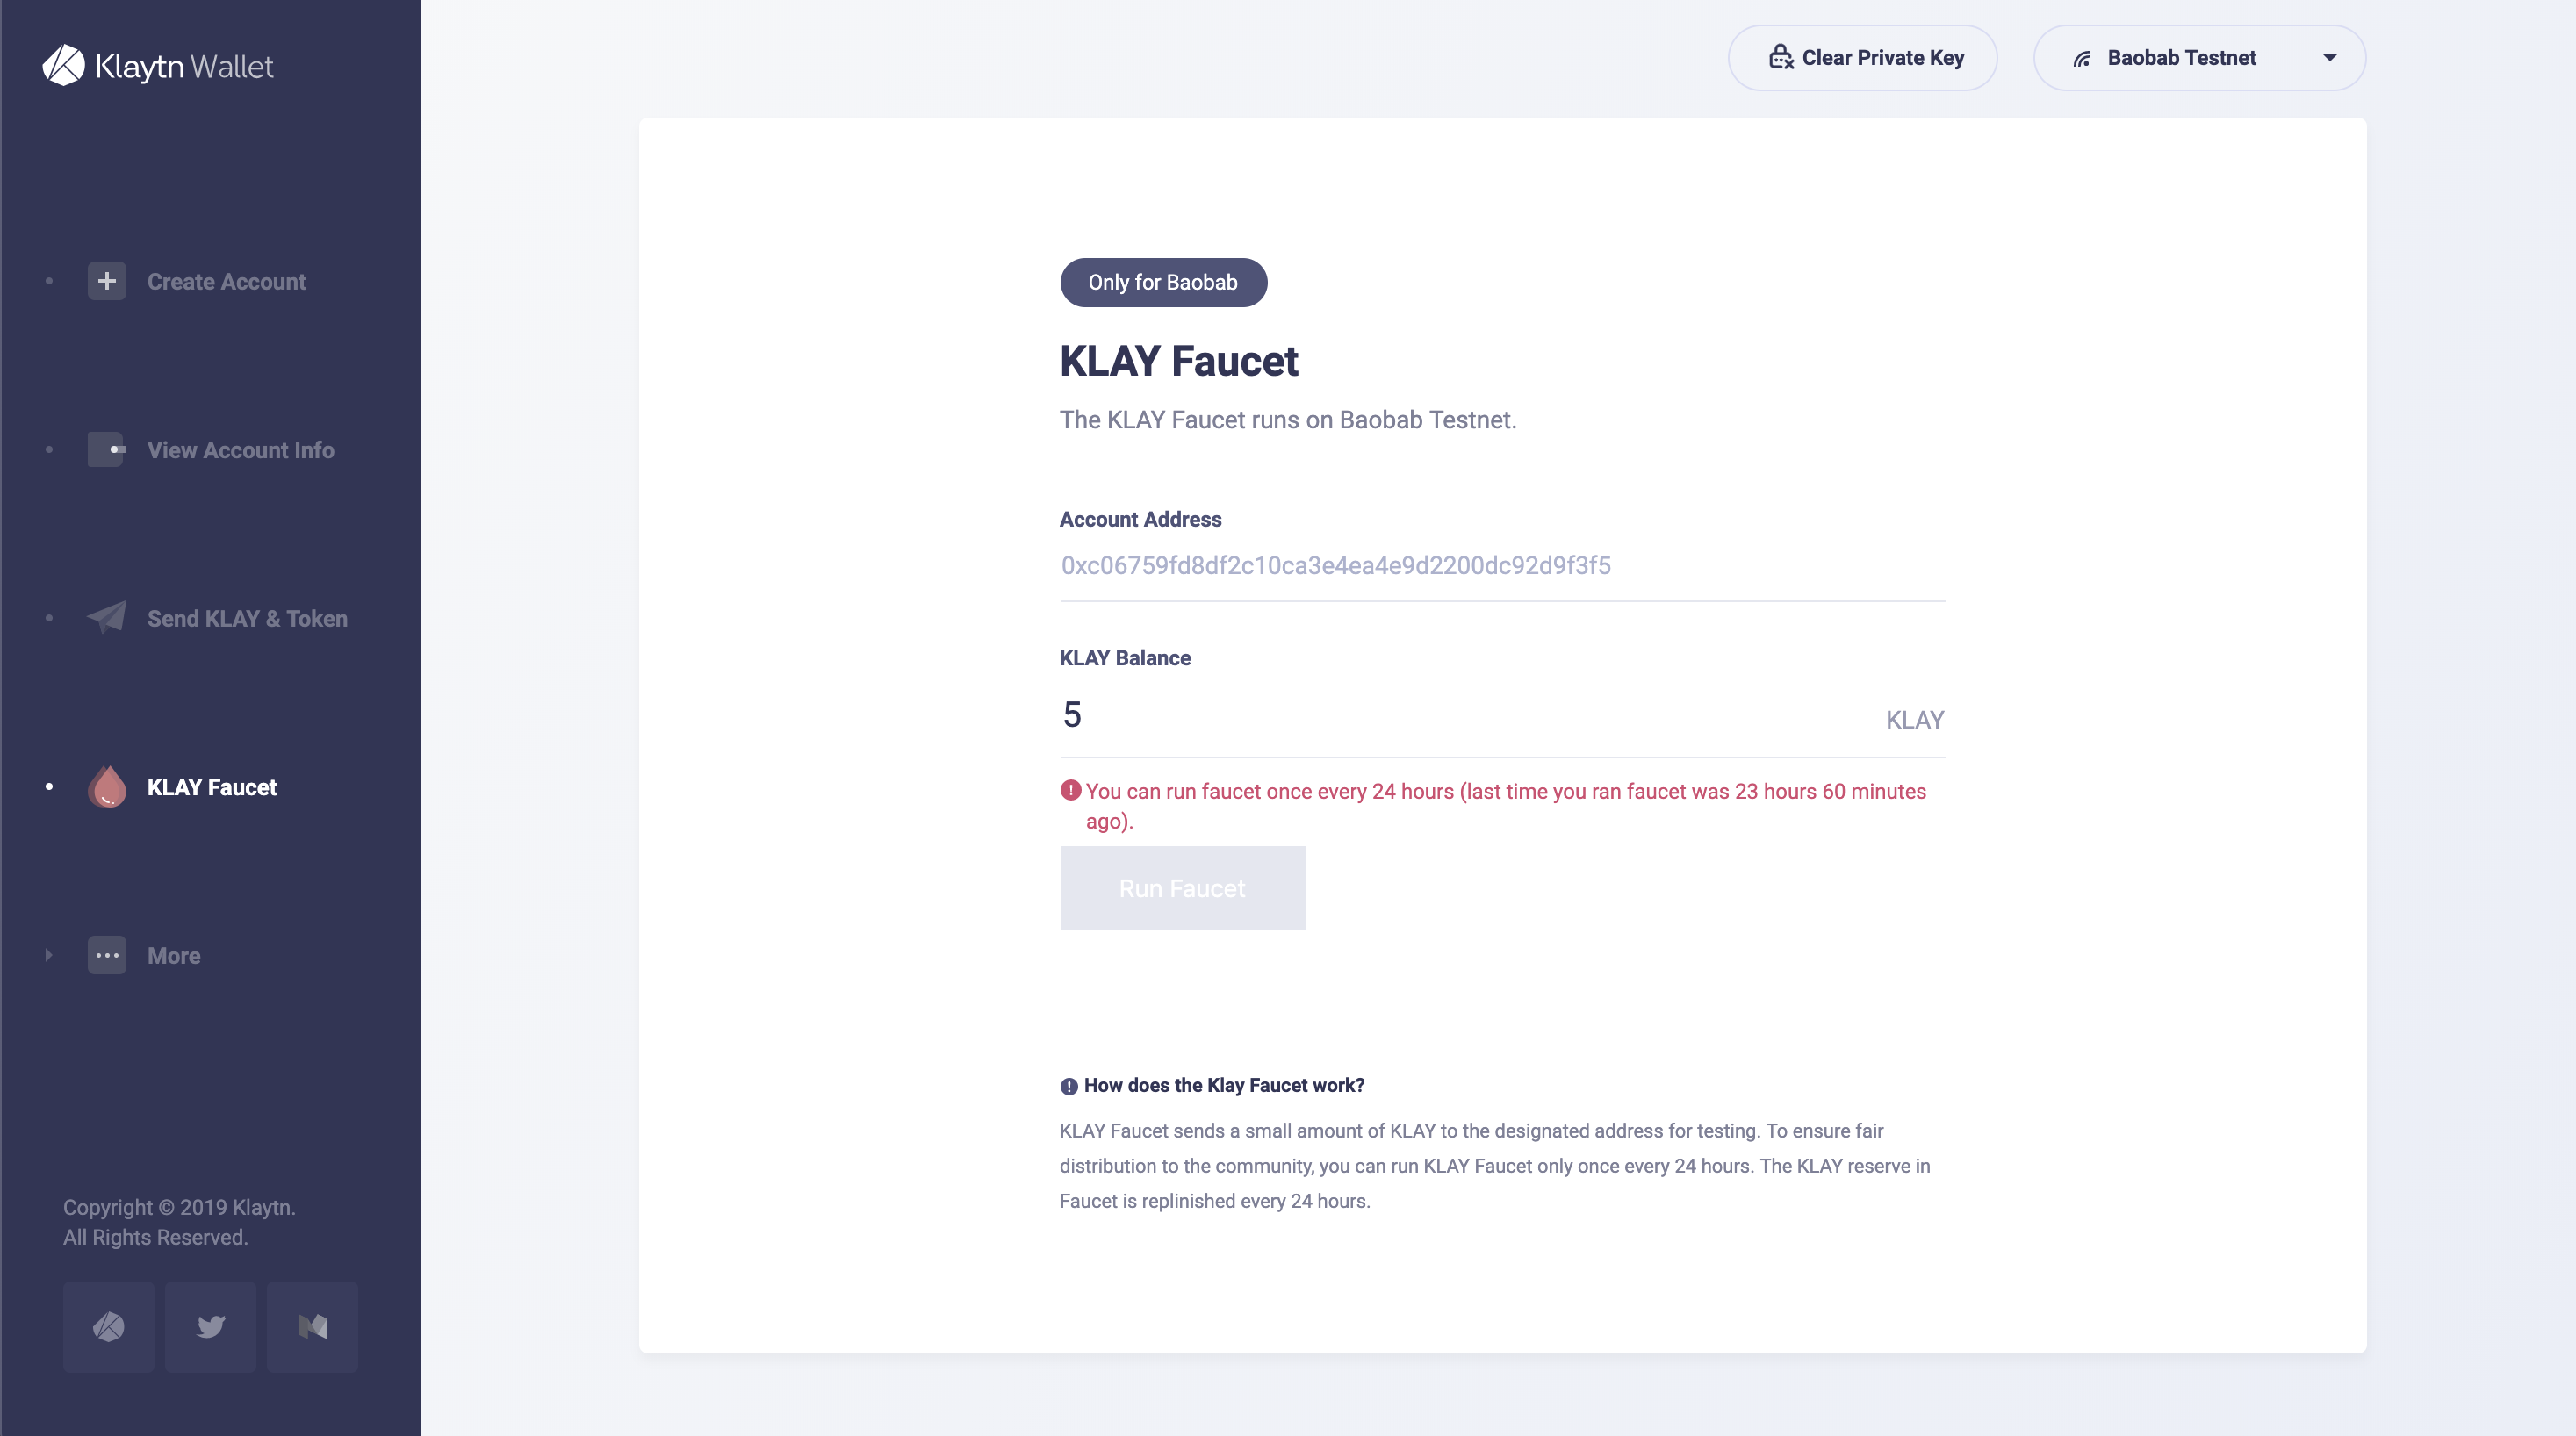 Klaytn Wallet
Create Account
View Account Info
Send KLAY & Token
KLAY Faucet
More
Copyright © 2019 Klaytn.
All Rights Reserved.
Clear Private Key
Baobab Testnet
Only for Baobab
KLAY Faucet
The KLAY Faucet runs on Baobab Testnet.
Account Address
0xc06759fd8df2c10ca3e4ea4e9d2200dc92d9f3f5
KLAY Balance
5 KLAY
You can run faucet once every 24 hours (last time you ran faucet was 23 hours 60 minutes
ago).
Run Faucet
How does the Klay Faucet work?
KLAY Faucet sends a small amount of KLAY to the designated address for testing. To ensure fair
distribution to the community, you can run KLAY Faucet only once every 24 hours. The KLAY reserve in
Faucet is replinished every 24 hours.